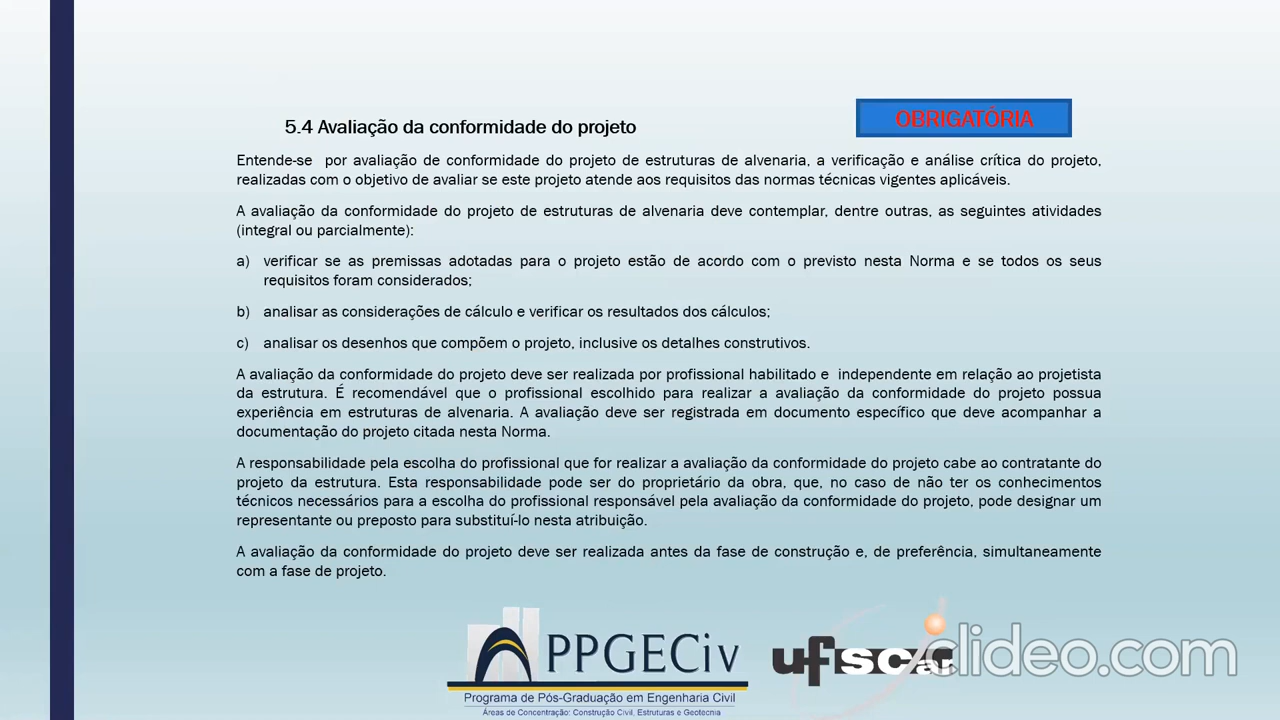 5.4 Avaliação da conformidade do projeto
OBRIGATÓRIA
Entende-se por avaliação de conformidade do projeto de estruturas de alvenaria, a verificação e análise crítica do projeto,
realizadas com o objetivo de avaliar se este projeto atende aos requisitos das normas técnicas vigentes aplicáveis.
A avaliação da conformidade do projeto de estruturas de alvenaria deve contemplar, dentre outras, as seguintes atividades
(integral ou parcialmente):
a) verificar se as premissas adotadas para o projeto estão de acordo com o previsto nesta Norma e se todos os seus
requisitos foram considerados;
b) analisar as considerações de cálculo e verificar os resultados dos cálculos;
c) analisar os desenhos que compõem o projeto, inclusive os detalhes construtivos.
A avaliação da conformidade do projeto deve ser realizada por profissional habilitado e independente em relação ao projetista
da estrutura. É recomendável que o profissional escolhido para realizar a avaliação da conformidade do projeto possua
experiência em estruturas de alvenaria. A avaliação deve ser registrada em documento específico que deve acompanhar a
documentação do projeto citada nesta Norma.
A responsabilidade pela escolha do profissional que for realizar a avaliação da conformidade do projeto cabe ao contratante do
projeto da estrutura. Esta responsabilidade pode ser do proprietário da obra, que, no caso de não ter os conhecimentos
técnicos necessários para a escolha do profissional responsável pela avaliação da conformidade do projeto, pode designar um
representante ou preposto para substituí-lo nesta atribuição.
A avaliação da conformidade do projeto deve ser realizada antes da fase de construção e, de preferência, simultaneamente
com a fase de projeto.
PPGECiv
Programa de Pós-Graduação em Engenharia Civil
Áreas de Concentração: Construção Civil, Estruturas e Geotecnia
ufscar
clideo.com